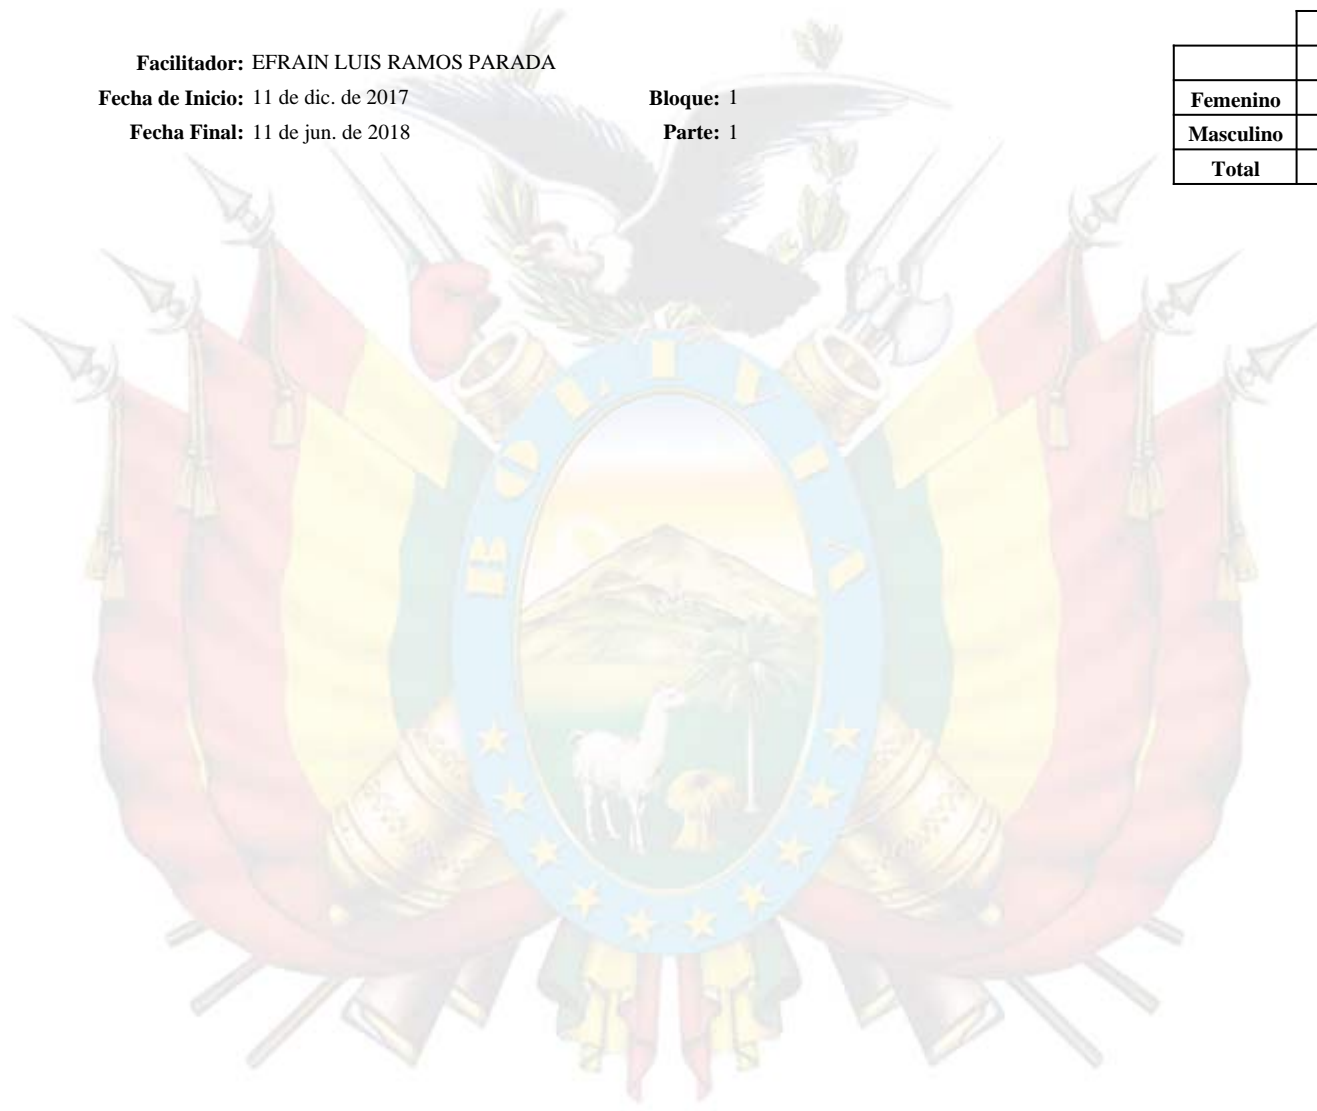 Facilitador: EFRAIN LUIS RAMOS PARADA
Fecha de Inicio: 11 de dic. de 2017 Bloque: 1
Fecha Final: 11 de jun. de 2018 Parte: 1
Femenino
Masculino
Total
BOLIVIA